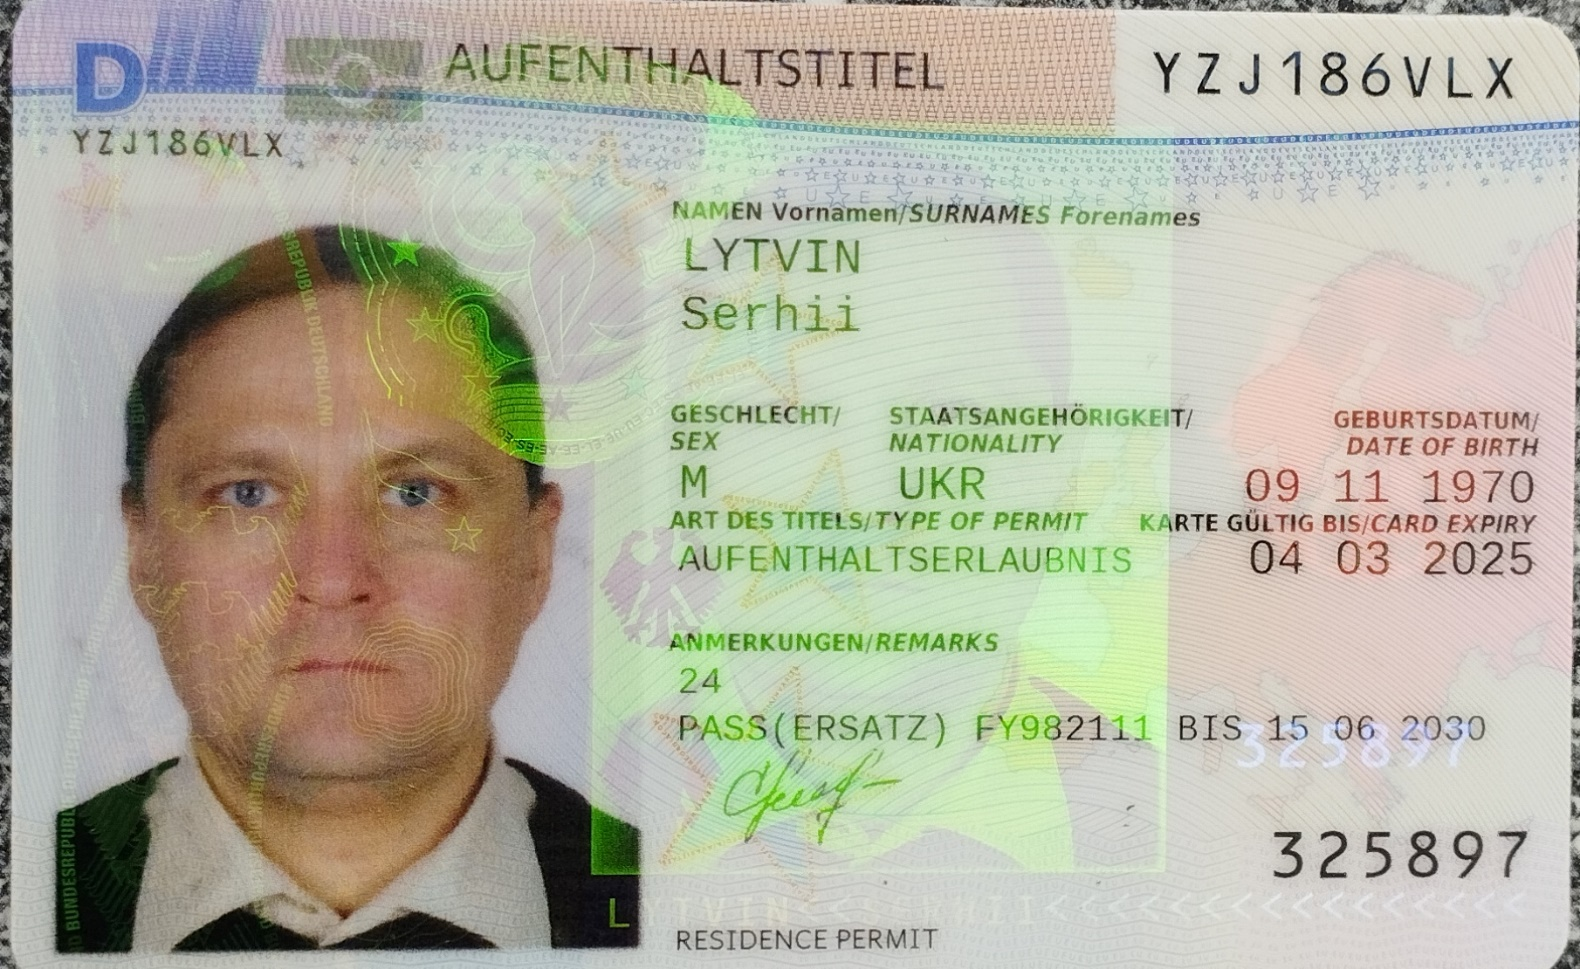 D AUFENTHALTSTITEL YZJ186VLX
YZJ186VLX
NAMEN Vornamen/SURNAMES Forenames
LYTVIN
Serhii
GESCHLECHT/ STAATSANGEHÖRIGKEIT/ GEBURTSDATUM/
SEX NATIONALITY DATE OF BIRTH
M UKR 09 11 1970
ART DES TITELS/TYPE OF PERMIT KARTE GÜLTIG BIS/CARD EXPIRY
AUFENTHALTSERLAUBNIS 04 03 2025
ANMERKUNGEN/REMARKS
24
PASS(ERSATZ) FY982111 BIS 15 06 2030
325897
325897
RESIDENCE PERMIT